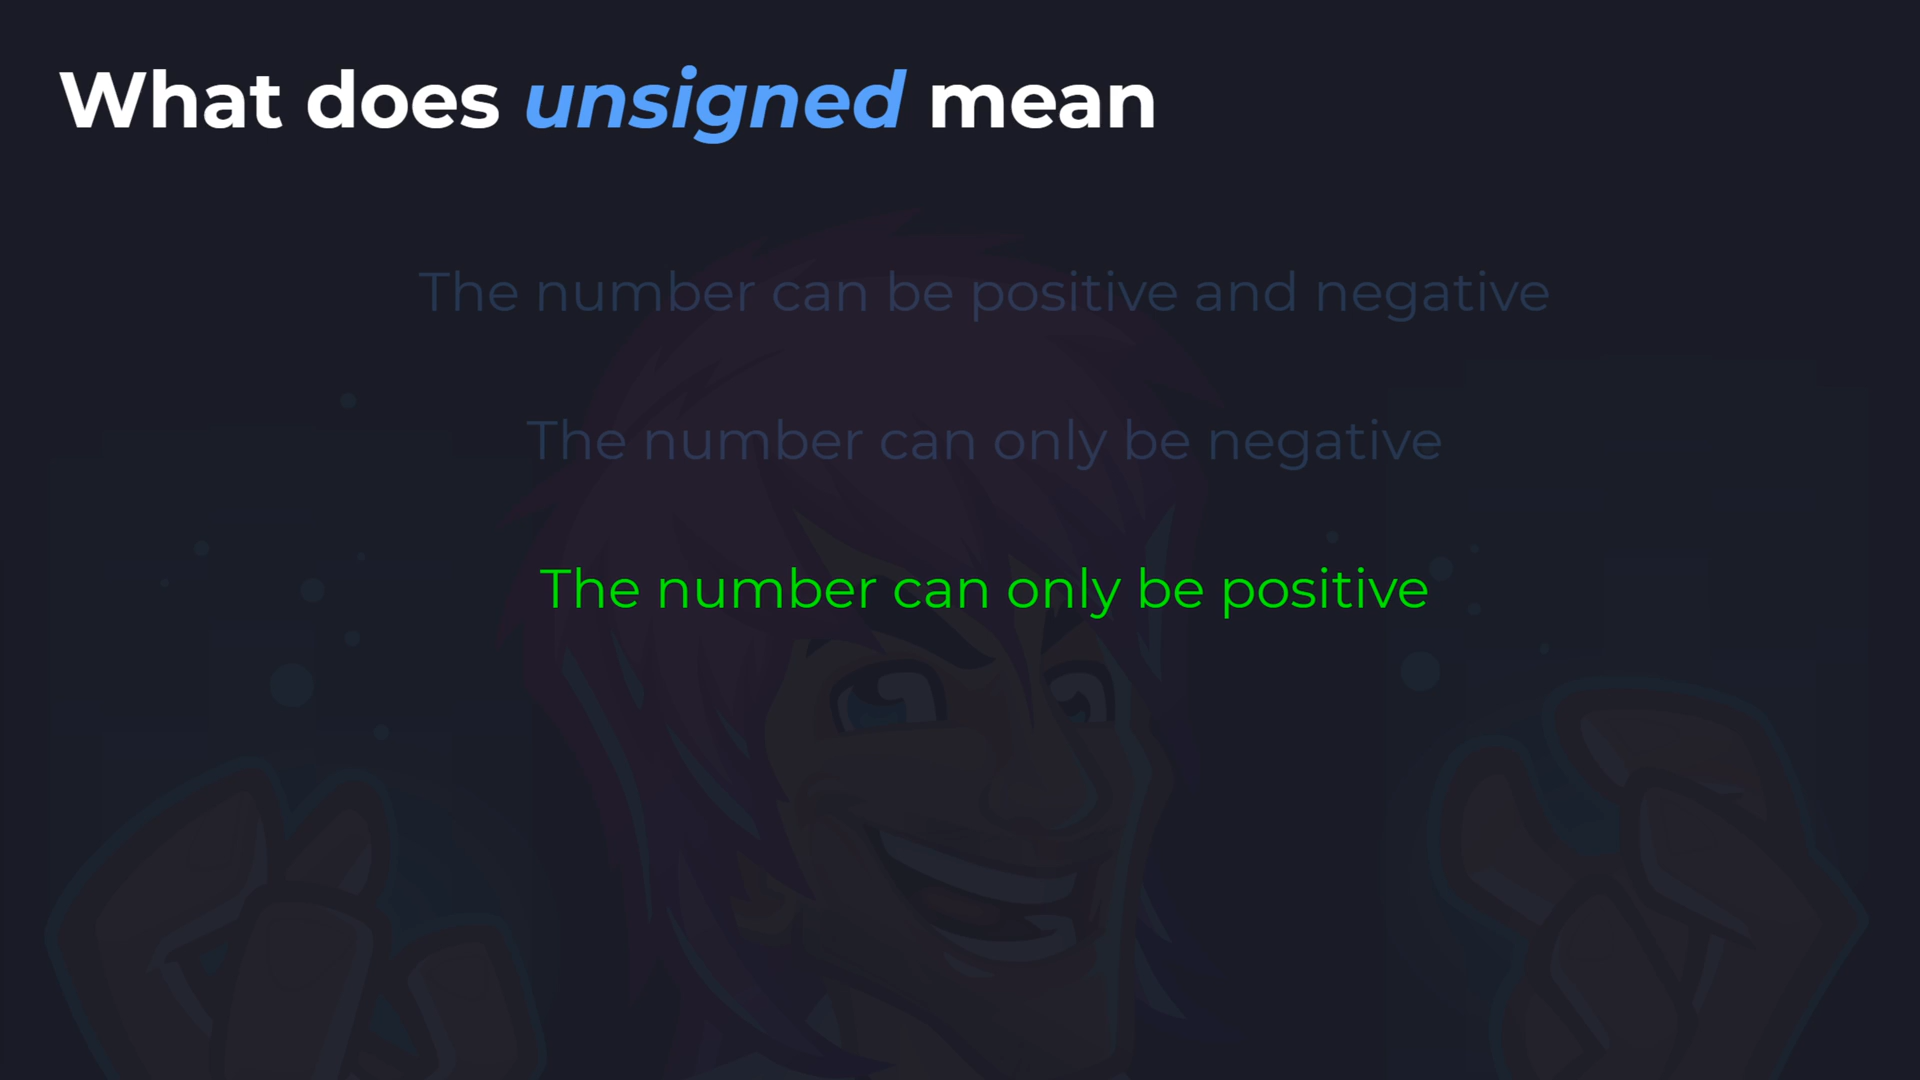 What does unsigned mean
The number can be positive and negative
The number can only be negative
The number can only be positive